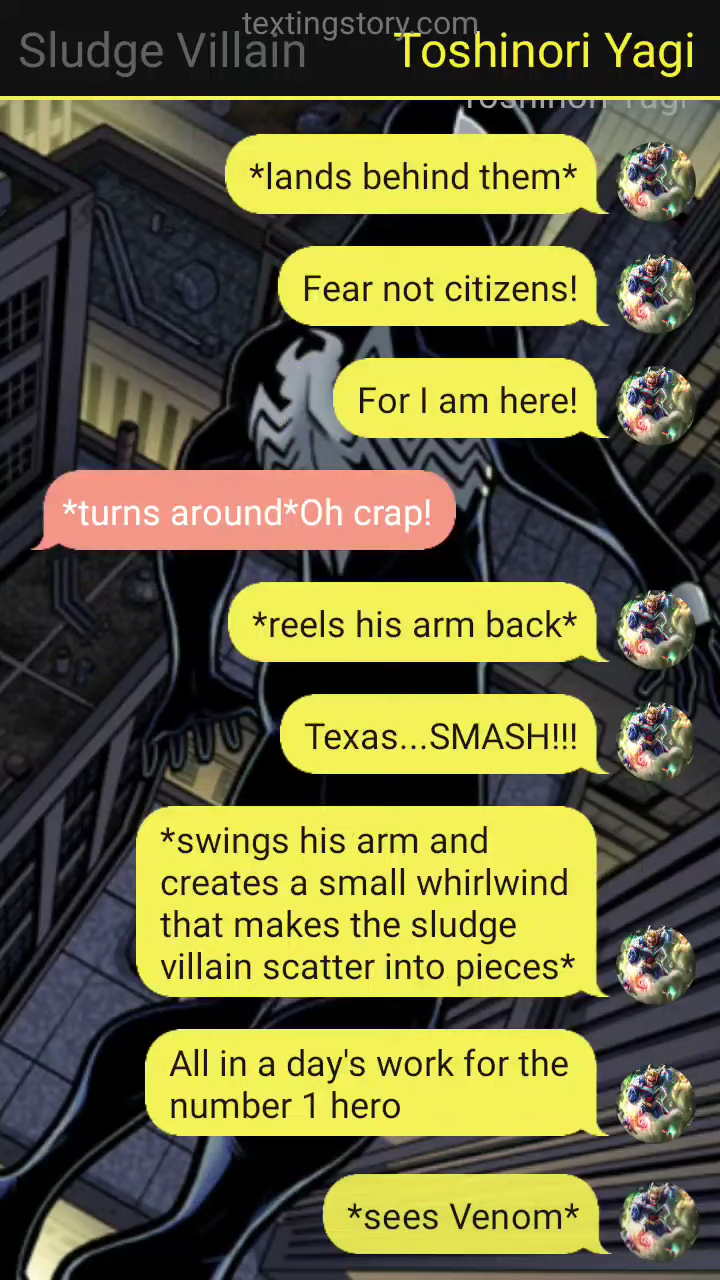 textingstory.com
Sludge Villain
Toshinori Yagi
Toshinori Yagi
*lands behind them*
Fear not citizens!
For I am here!
*turns around*Oh crap!
*reels his arm back*
Texas...SMASH!!!
*swings his arm and
creates a small whirlwind
that makes the sludge
villain scatter into pieces*
All in a day's work for the
number 1 hero
*sees Venom*